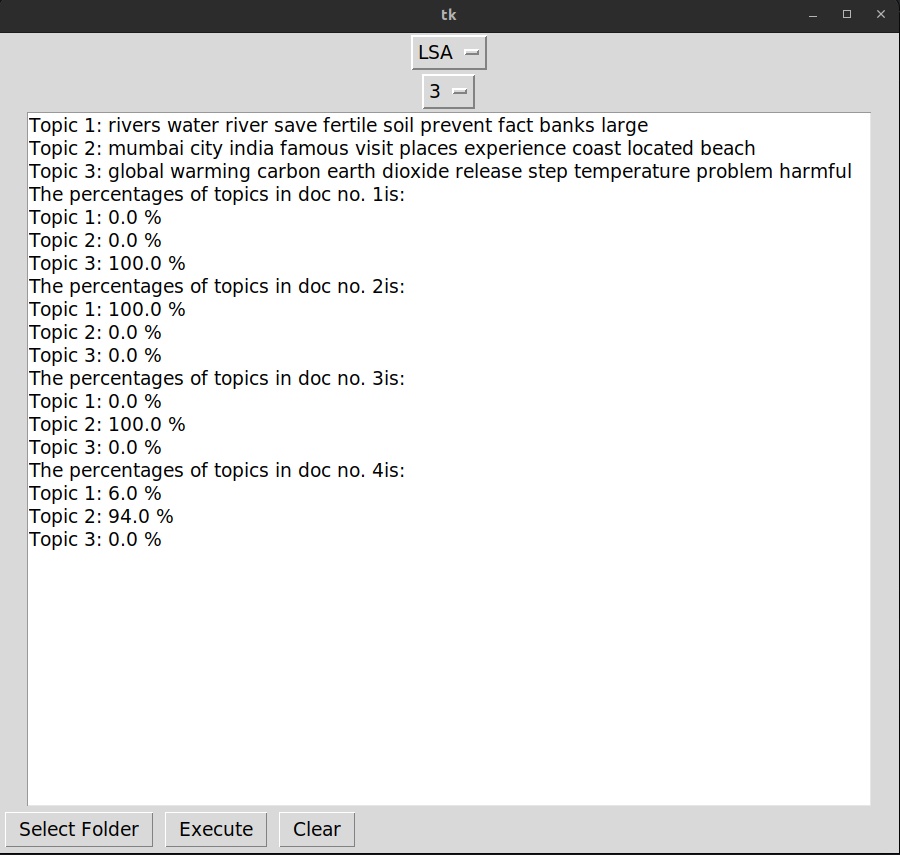 tk
LSA
3
Topic 1: rivers water river save fertile soil prevent fact banks large
Topic 2: mumbai city india famous visit places experience coast located beach
Topic 3: global warming carbon earth dioxide release step temperature problem harmful
The percentages of topics in doc no. 1is:
Topic 1: 0.0 %
Topic 2: 0.0 %
Topic 3: 100.0 %
The percentages of topics in doc no. 2is:
Topic 1: 100.0 %
Topic 2: 0.0 %
Topic 3: 0.0 %
The percentages of topics in doc no. 3is:
Topic 1: 0.0 %
Topic 2: 100.0 %
Topic 3: 0.0 %
The percentages of topics in doc no. 4is:
Topic 1: 6.0 %
Topic 2: 94.0 %
Topic 3: 0.0 %
Select Folder Execute Clear